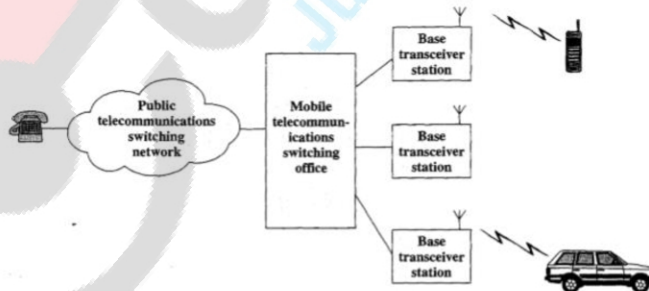 Base
transceiver
station
Public
telecommunications
switching
network
Mobile
telecommun-
ications
switching
office
Base
transceiver
station
Base
transceiver
station